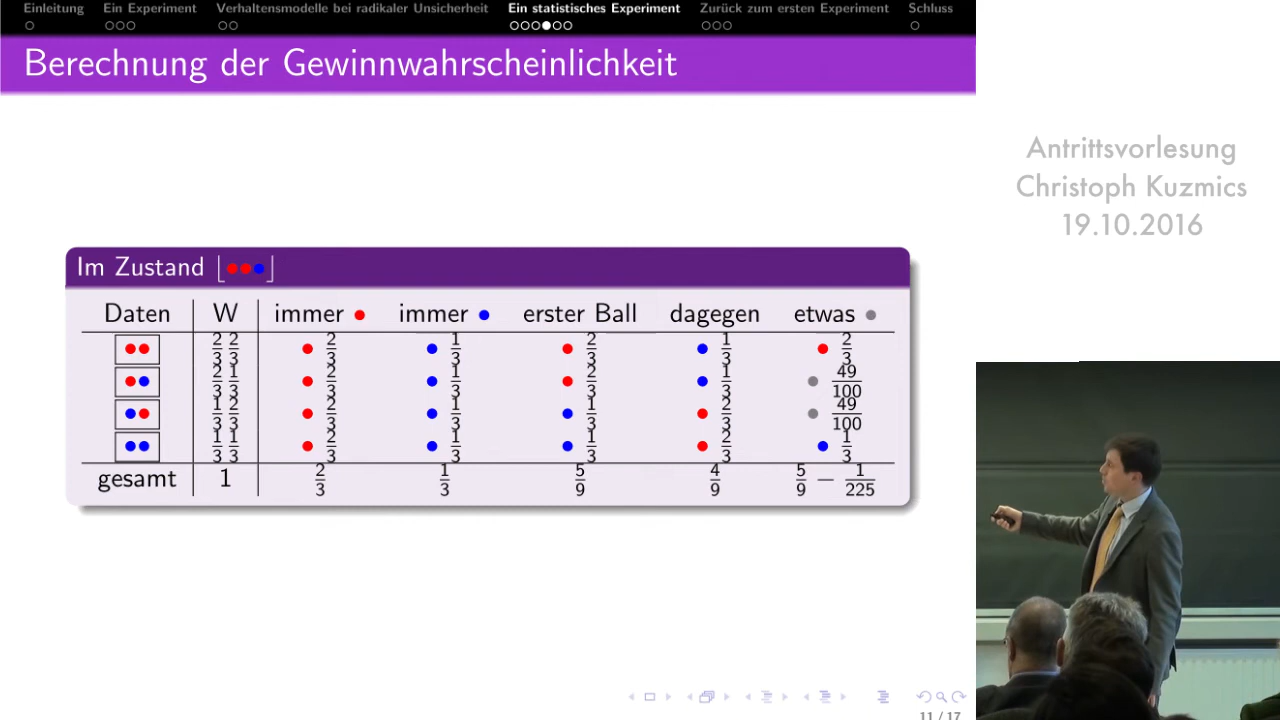 Einleitung Ein Experiment Verhaltensmodelle bei radikaler Unsicherheit Ein statistisches Experiment Zurück zum ersten Experiment Schluss
Berechnung der Gewinnwahrscheinlichkeit
Antrittsvorlesung
Christoph Kuzmics
19.10.2016
Im Zustand
Daten W immer immer erster Ball dagegen etwas
2/3 2/3 2/3 1/3 2/3 1/3 2/3
2/3 1/3 2/3 1/3 2/3 1/3 49/100
1/3 2/3 2/3 1/3 1/3 2/3 49/100
1/3 1/3 2/3 1/3 1/3 2/3 1/3
gesamt 1 2/3 1/3 5/9 4/9 5/9 − 1/225
11 / 17